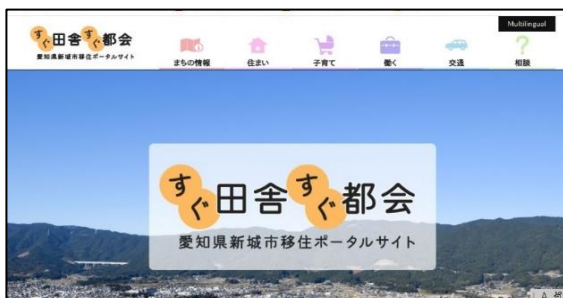 Multilingual
すぐ田舎すぐ都会
愛知県新城市移住ポータルサイト
まちの情報 住まい 子育て 働く 交通 相談
すぐ田舎すぐ都会
愛知県新城市移住ポータルサイト